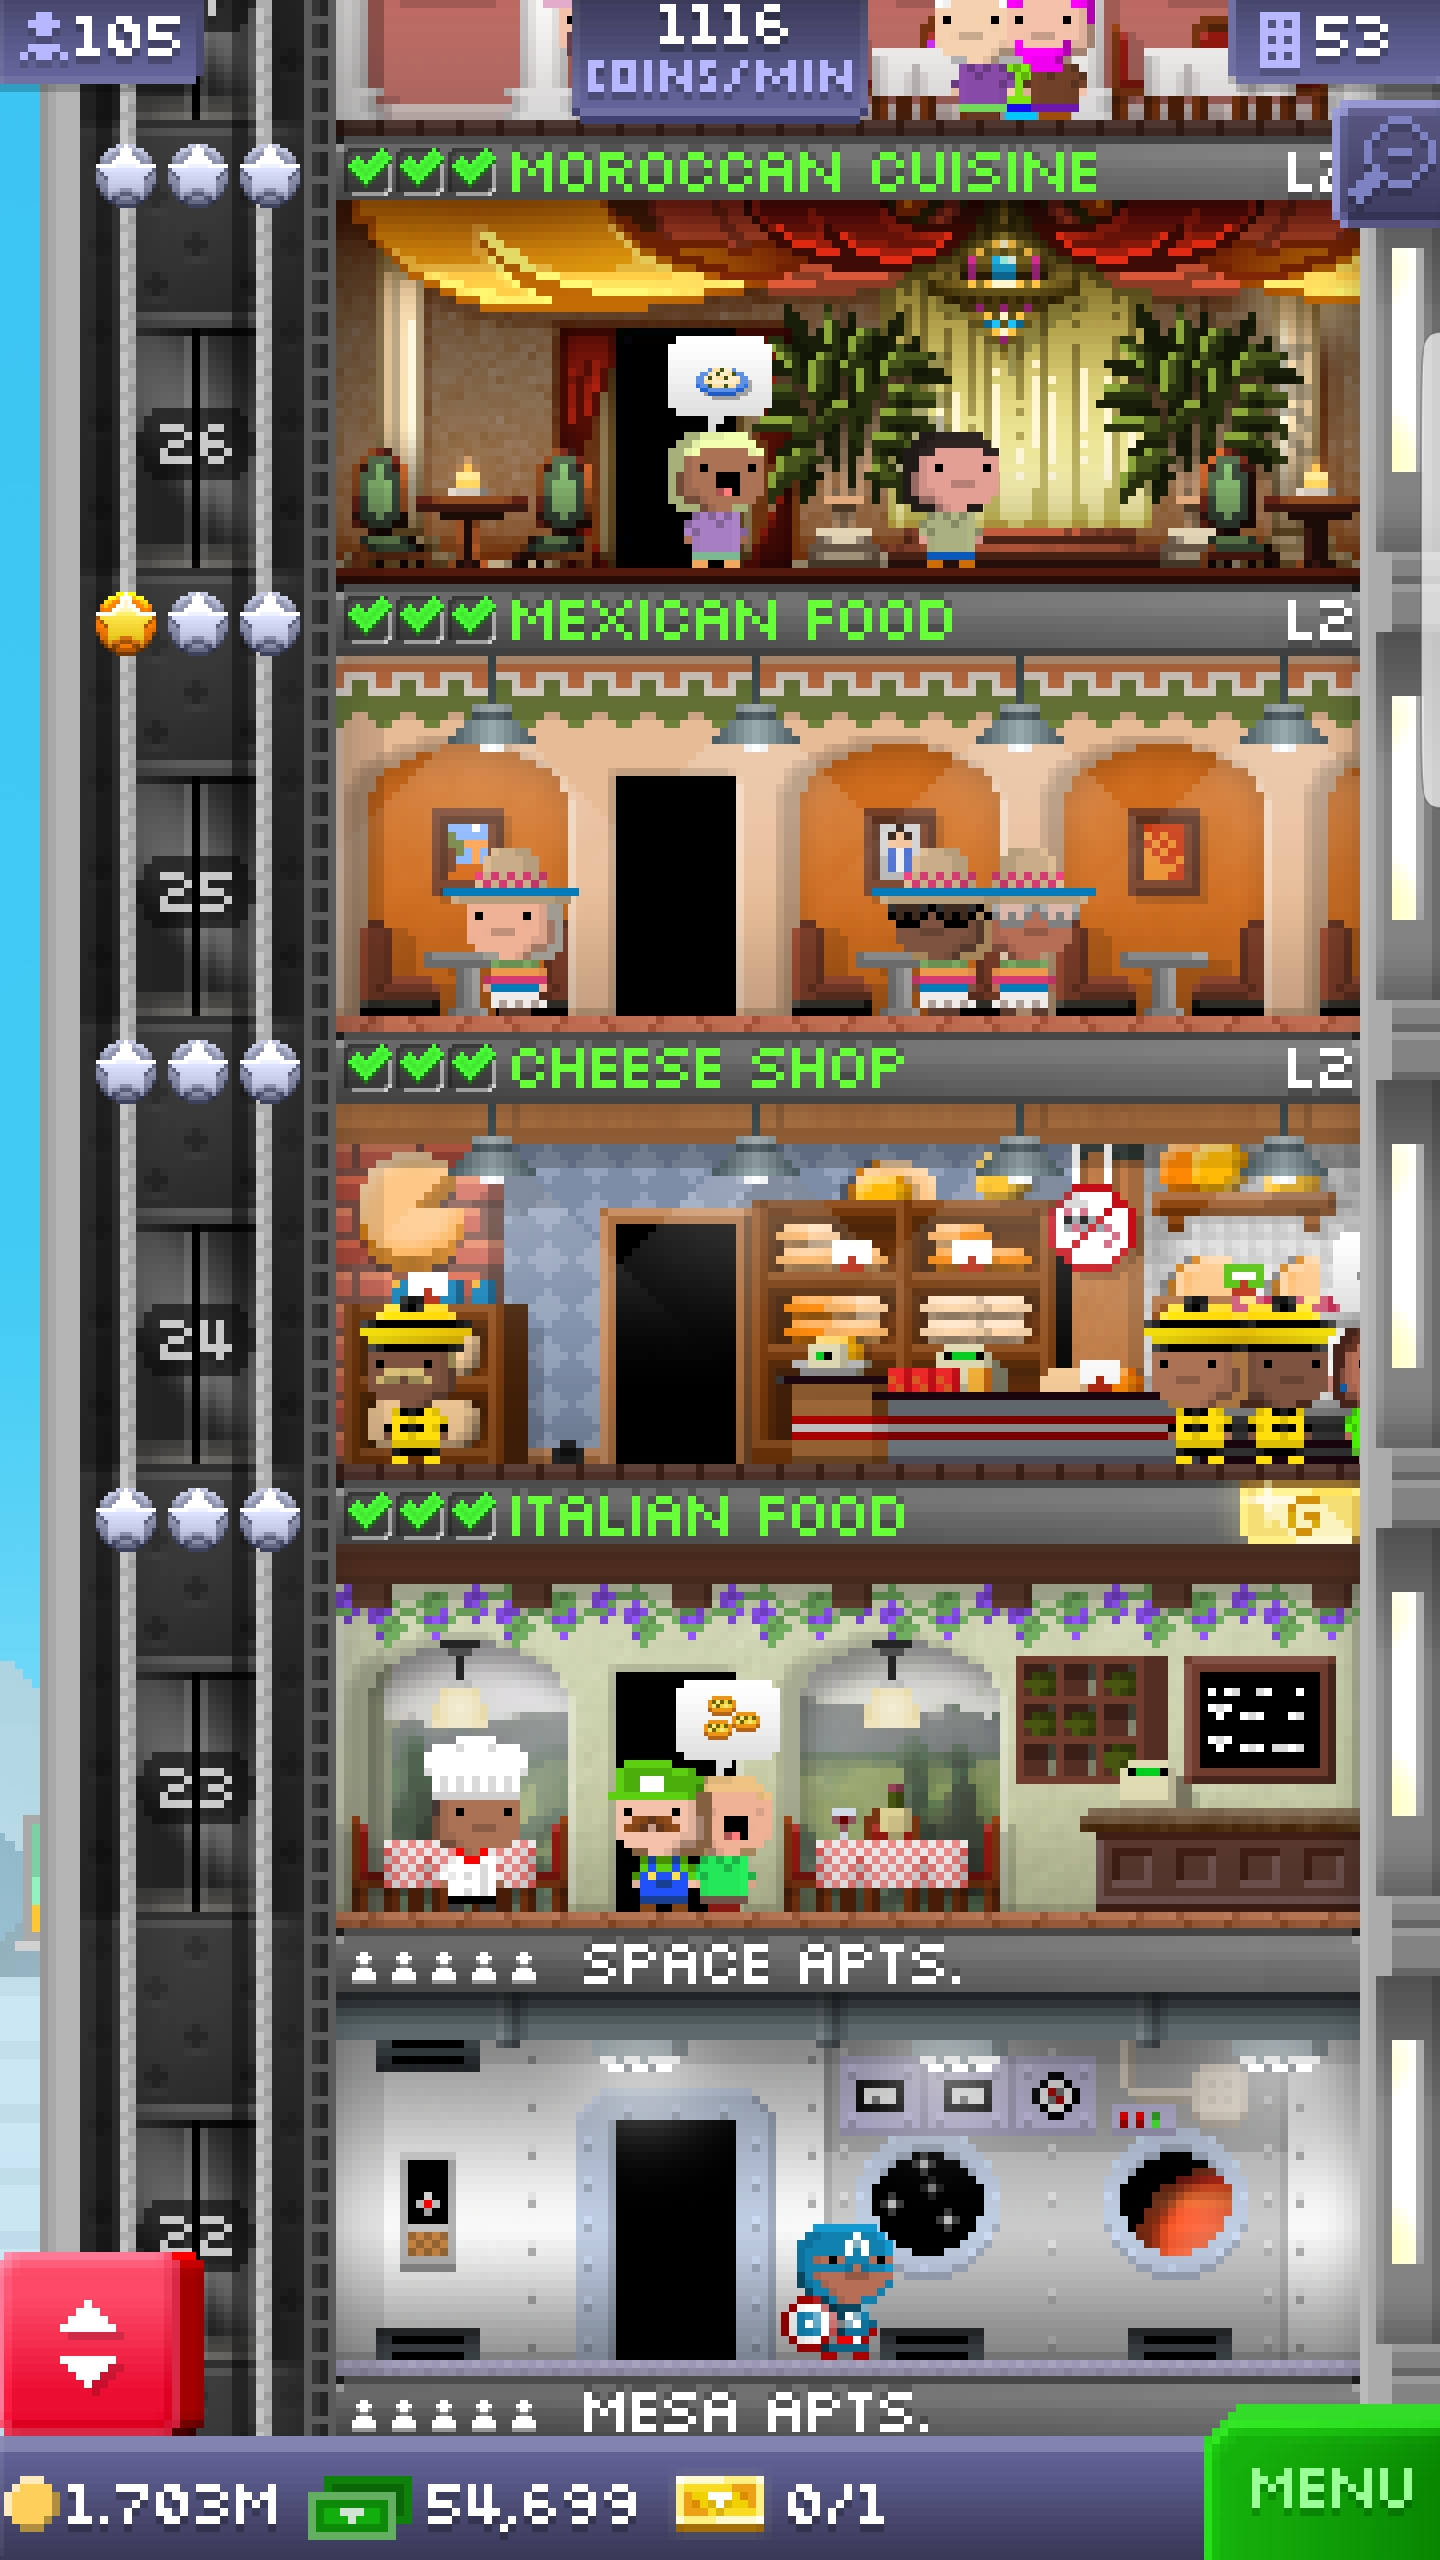 105
1116
COINS/MIN
53
MOROCCAN CUISINE
26
MEXICAN FOOD L2
25
CHEESE SHOP L2
24
ITALIAN FOOD G
23
SPACE APTS.
22
MESA APTS.
1.703M 54,699 0/1
MENU